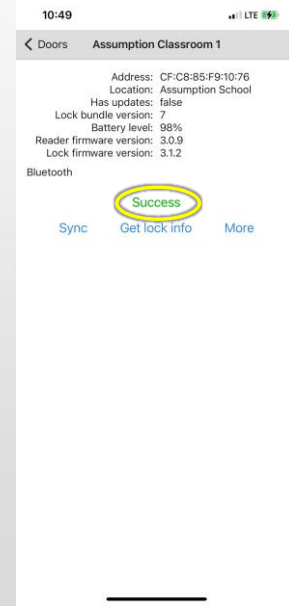 10:49 LTE
Doors Assumption Classroom 1
Address: CF:C8:85:F9:10:76
Location: Assumption School
Has updates: false
Lock bundle version: 7
Battery level: 98%
Reader firmware version: 3.0.9
Lock firmware version: 3.1.2
Bluetooth
Success
Sync Get lock info More